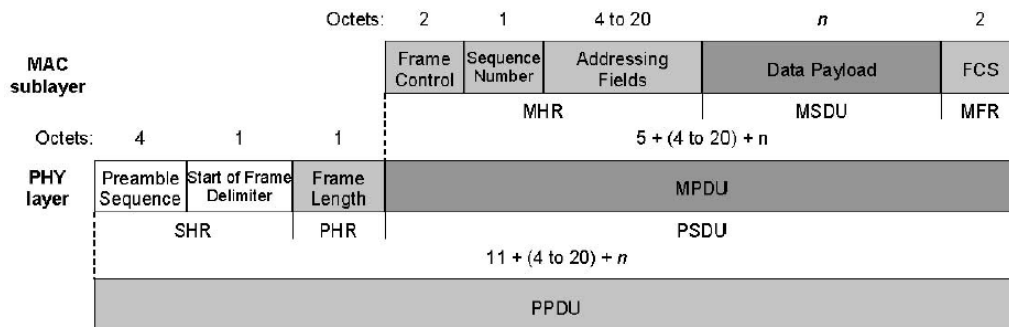 Octets: 2 1 4 to 20 n 2
MAC sublayer
Frame Control
Sequence Number
Addressing Fields
Data Payload
FCS
MHR MSDU MFR
Octets: 4 1 1 5 + (4 to 20) + n
PHY layer
Preamble Sequence
Start of Frame Delimiter
Frame Length
MPDU
SHR PHR PSDU
11 + (4 to 20) + n
PPDU